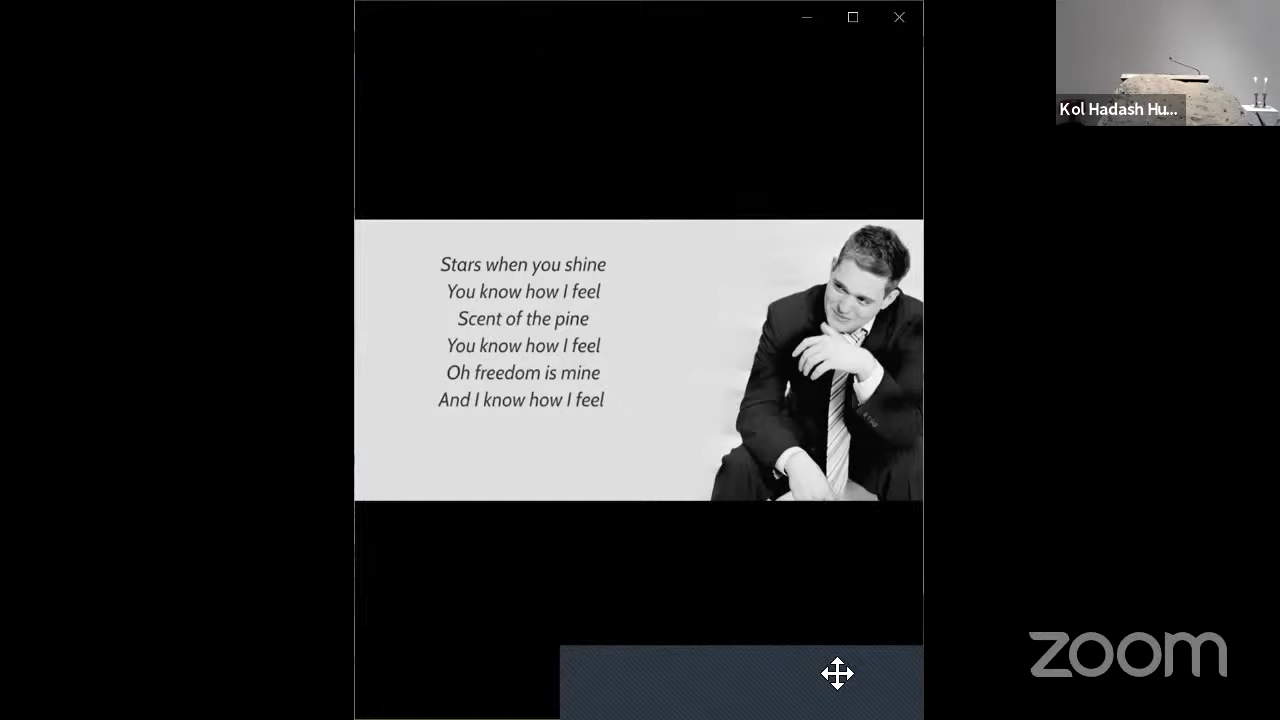 Kol Hadash Hu...
Stars when you shine
You know how I feel
Scent of the pine
You know how I feel
Oh freedom is mine
And I know how I feel
zoom